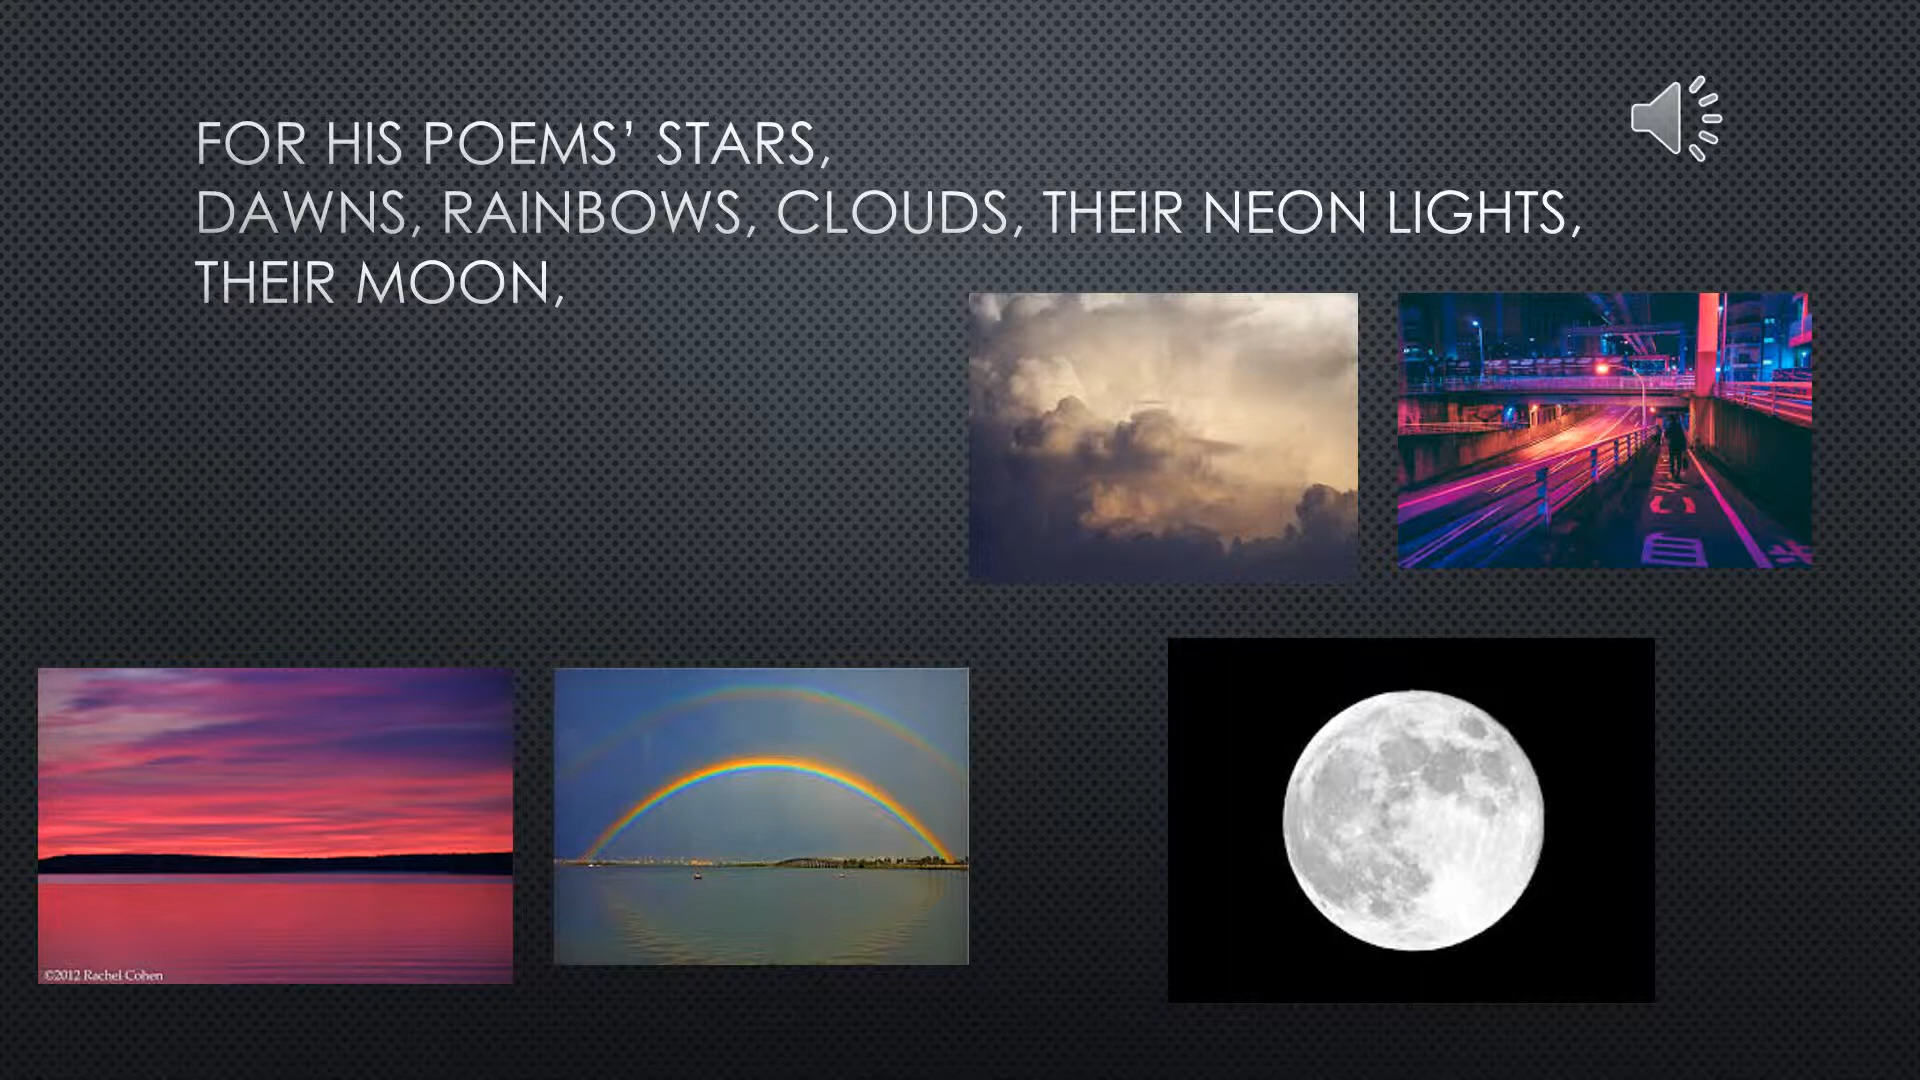 FOR HIS POEMS’ STARS,
DAWNS, RAINBOWS, CLOUDS, THEIR NEON LIGHTS,
THEIR MOON,
©2012 Rachel Cohen